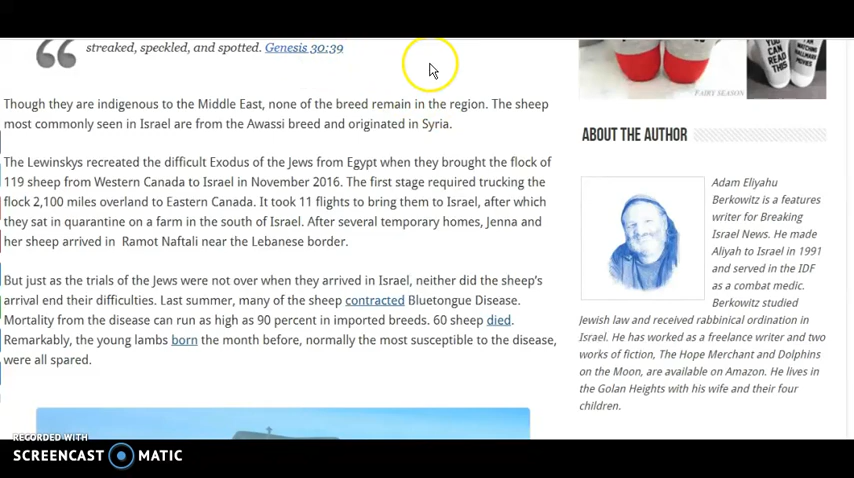 streaked, speckled, and spotted. Genesis 30:39
Though they are indigenous to the Middle East, none of the breed remain in the region. The sheep
most commonly seen in Israel are from the Awassi breed and originated in Syria.
The Lewinskys recreated the difficult Exodus of the Jews from Egypt when they brought the flock of
119 sheep from Western Canada to Israel in November 2016. The first stage required trucking the
flock 2,100 miles overland to Eastern Canada. It took 11 flights to bring them to Israel, after which
they sat in quarantine on a farm in the south of Israel. After several temporary homes, Jenna and
her sheep arrived in Ramot Naftali near the Lebanese border.
But just as the trials of the Jews were not over when they arrived in Israel, neither did the sheep's
arrival end their difficulties. Last summer, many of the sheep contracted Bluetongue Disease.
Mortality from the disease can run as high as 90 percent in imported breeds. 60 sheep died.
Remarkably, the young lambs born the month before, normally the most susceptible to the disease,
were all spared.
YOU CAN
READ
THIS
WATCHING
HALLMARK
MOVIES
FAIRY SEASON
ABOUT THE AUTHOR
Adam Eliyahu
Berkowitz is a features
writer for Breaking
Israel News. He made
Aliyah to Israel in 1991
and served in the IDF
as a combat medic.
Berkowitz studied
Jewish law and received rabbinical ordination in
Israel. He has worked as a freelance writer and two
works of fiction, The Hope Merchant and Dolphins
on the Moon, are available on Amazon. He lives in
the Golan Heights with his wife and their four
children.
RECORDED WITH
SCREENCAST MATIC